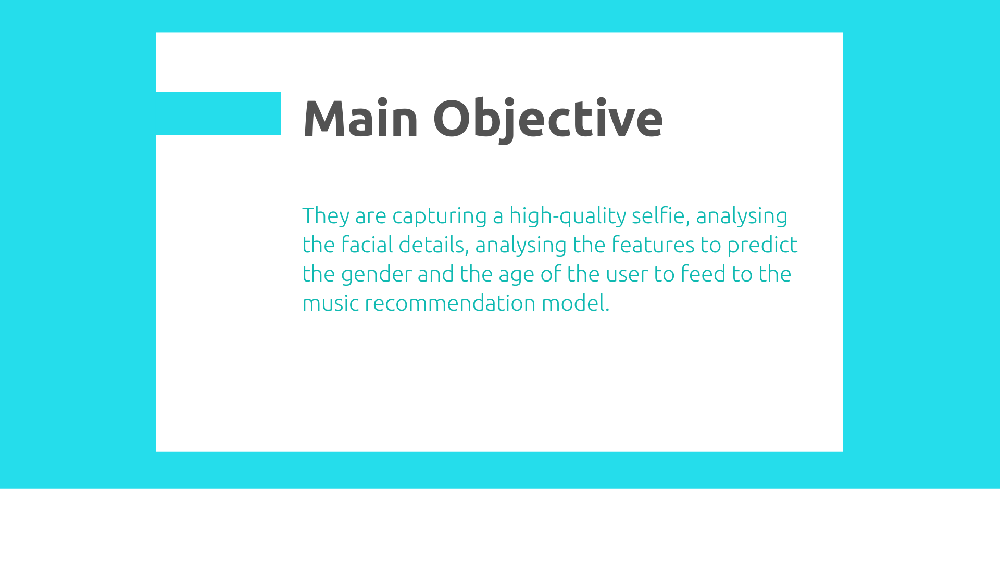 Main Objective
They are capturing a high-quality selfie, analysing
the facial details, analysing the features to predict
the gender and the age of the user to feed to the
music recommendation model.